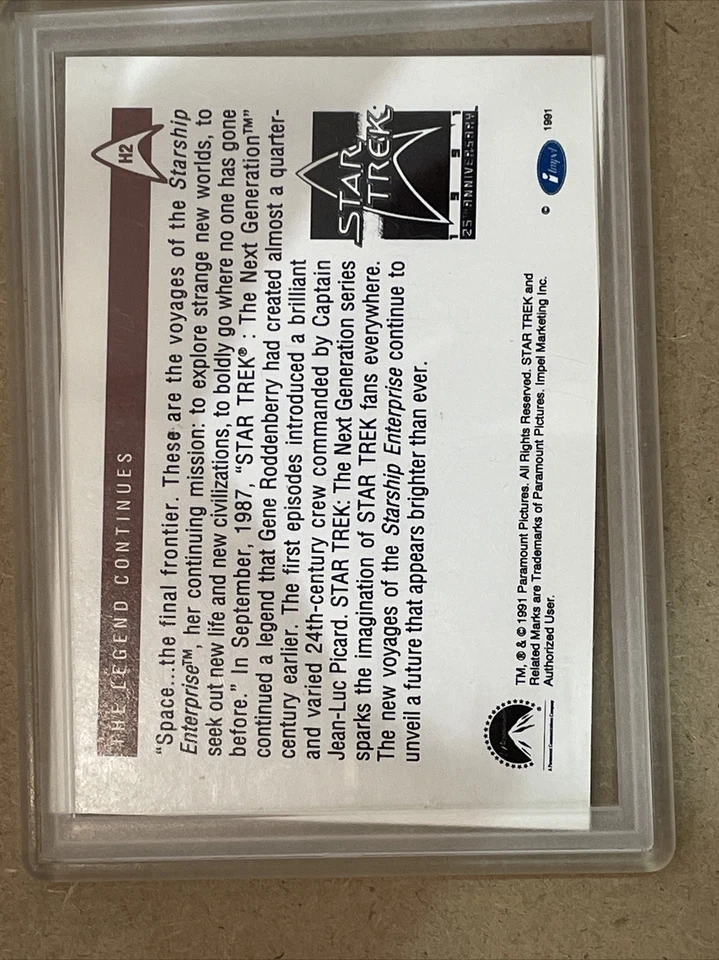 THE LEGEND CONTINUES
H2
“Space...the final frontier. These are the voyages of the Starship
Enterprise™, her continuing mission: to explore strange new worlds, to
seek out new life and new civilizations, to boldly go where no one has gone
before.” In September, 1987, “STAR TREK® : The Next Generation™”
continued a legend that Gene Roddenberry had created almost a quarter-
century earlier. The first episodes introduced a brilliant
and varied 24th-century crew commanded by Captain
Jean-Luc Picard. STAR TREK: The Next Generation series
sparks the imagination of STAR TREK fans everywhere.
The new voyages of the Starship Enterprise continue to
unveil a future that appears brighter than ever.
STAR
TREK
1991
25TH ANNIVERSARY
TM, ® & © 1991 Paramount Pictures. All Rights Reserved. STAR TREK and
Related Marks are Trademarks of Paramount Pictures. Impel Marketing Inc.
Authorized User.
© Impel 1991